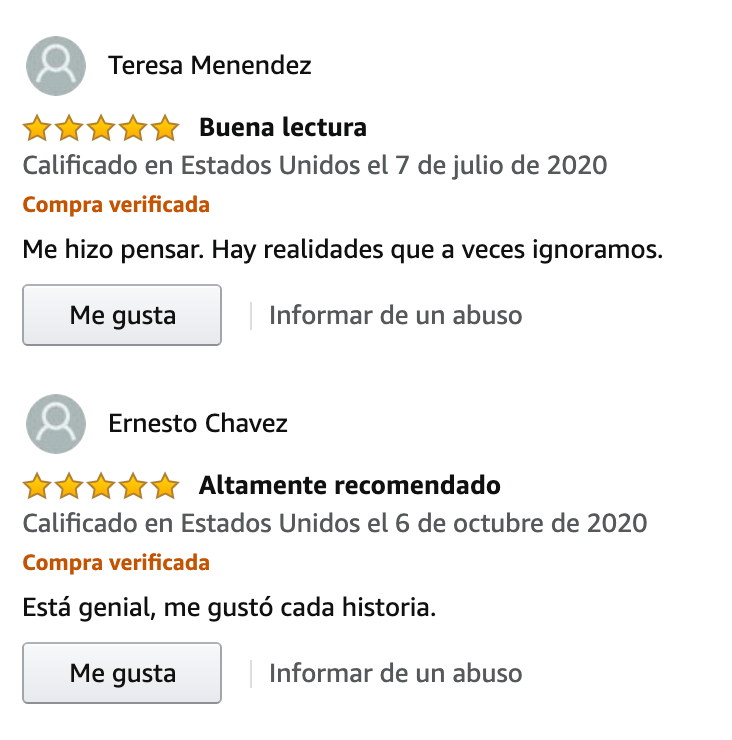 Teresa Menendez
Buena lectura
Calificado en Estados Unidos el 7 de julio de 2020
Compra verificada
Me hizo pensar. Hay realidades que a veces ignoramos.
Me gusta | Informar de un abuso
Ernesto Chavez
Altamente recomendado
Calificado en Estados Unidos el 6 de octubre de 2020
Compra verificada
Está genial, me gustó cada historia.
Me gusta | Informar de un abuso